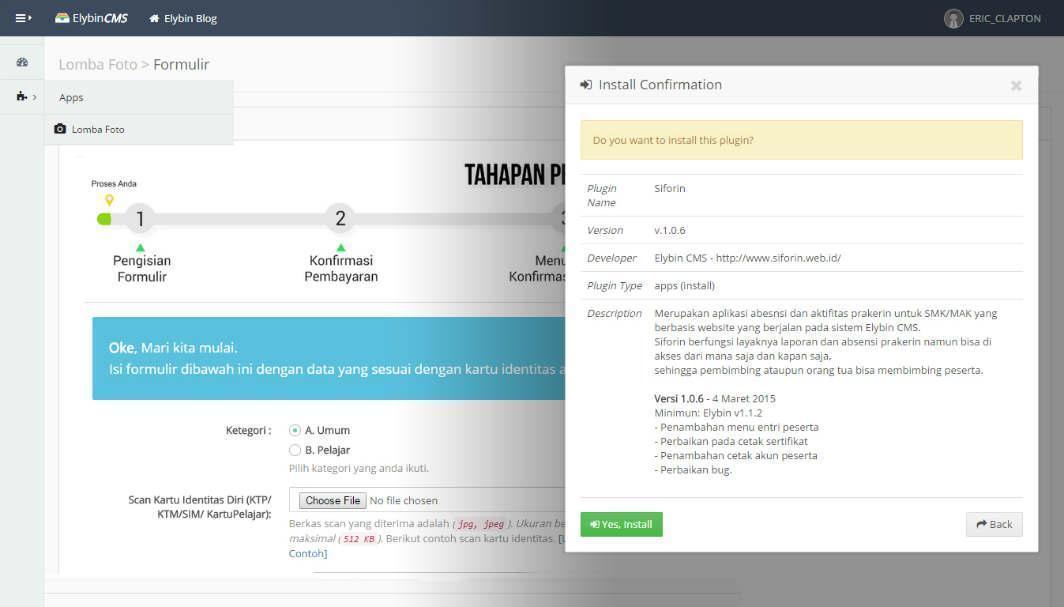 ElybinCMS
Elybin Blog
ERIC_CLAPTON
Lomba Foto > Formulir
Apps
Lomba Foto
Proses Anda
TAHAPAN
1
2
Pengisian
Formulir
Konfirmasi
Pembayaran
Menu
Oke, Mari kita mulai.
Isi formulir dibawah ini dengan data yang sesuai dengan kartu identitas
Ketegori :
A. Umum
B. Pelajar
Pilih kategori yang anda ikuti.
Scan Kartu Identitas Diri (KTP/
KTM/SIM/ KartuPelajar):
Choose File No file chosen
Berkas scan yang diterima adalah ( jpg, jpeg ). Ukuran
maksimal ( 512 KB ). Berikut contoh scan kartu identitas.
Contoh]
Install Confirmation
Do you want to install this plugin?
Plugin
Name
Siforin
Version v.1.0.6
Developer Elybin CMS - http://www.siforin.web.id/
Plugin Type apps (install)
Description Merupakan aplikasi abesnsi dan aktifitas prakerin untuk SMK/MAK yang
berbasis website yang berjalan pada sistem Elybin CMS.
Siforin berfungsi layaknya laporan dan absensi prakerin namun bisa di
akses dari mana saja dan kapan saja,
sehingga pembimbing ataupun orang tua bisa membimbing peserta.
Versi 1.0.6 - 4 Maret 2015
Minimun: Elybin v1.1.2
- Penambahan menu entri peserta
- Perbaikan pada cetak sertifikat
- Penambahan cetak akun peserta
- Perbaikan bug.
Yes, Install
Back